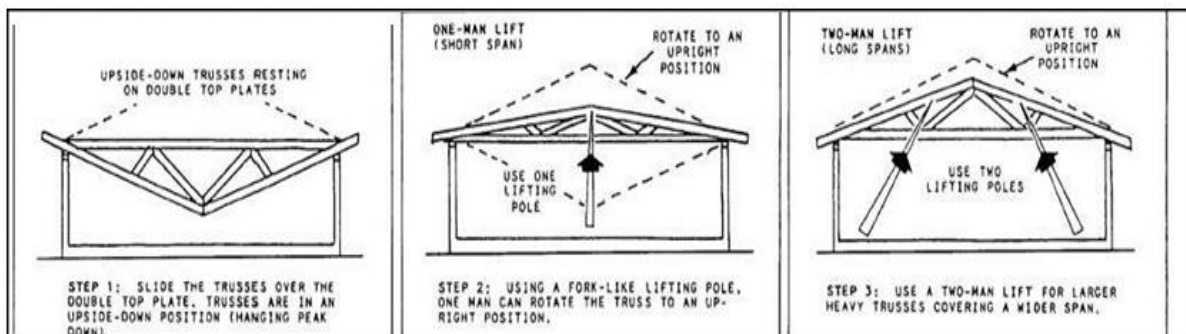 UPSIDE-DOWN TRUSSES RESTING
ON DOUBLE TOP PLATES
STEP 1: SLIDE THE TRUSSES OVER THE
DOUBLE TOP PLATE. TRUSSES ARE IN AN
UPSIDE-DOWN POSITION (HANGING PEAK
DOWN).
ONE-MAN LIFT
(SHORT SPAN)
ROTATE TO AN
UPRIGHT
POSITION
USE ONE
LIFTING
POLE
STEP 2: USING A FORK-LIKE LIFTING POLE,
ONE MAN CAN ROTATE THE TRUSS TO AN UP-
RIGHT POSITION.
TWO-MAN LIFT
(LONG SPANS)
ROTATE TO AN
UPRIGHT
POSITION
USE TWO
LIFTING POLES
STEP 3: USE A TWO-MAN LIFT FOR LARGER
HEAVY TRUSSES COVERING A WIDER SPAN.